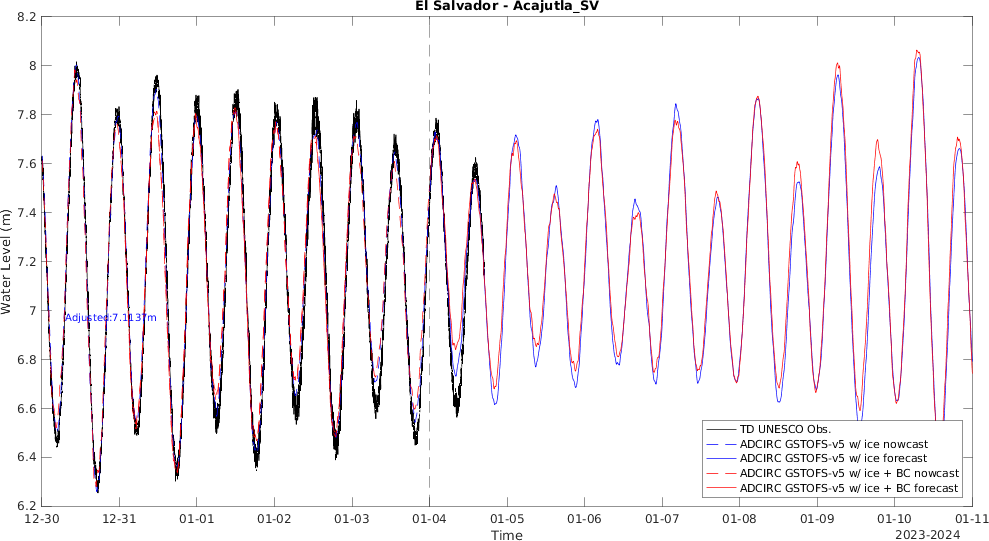 El Salvador - Acajutla_SV
8.2
8
7.8
7.6
7.4
7.2
7
6.8
6.6
6.4
6.2
Water Level (m)
Adjusted:7.1137m
TD UNESCO Obs.
ADCIRC GSTOFS-v5 w/ ice nowcast
ADCIRC GSTOFS-v5 w/ ice forecast
ADCIRC GSTOFS-v5 w/ ice + BC nowcast
ADCIRC GSTOFS-v5 w/ ice + BC forecast
12-30 12-31 01-01 01-02 01-03 01-04 01-05 01-06 01-07 01-08 01-09 01-10 01-11
Time
2023-2024